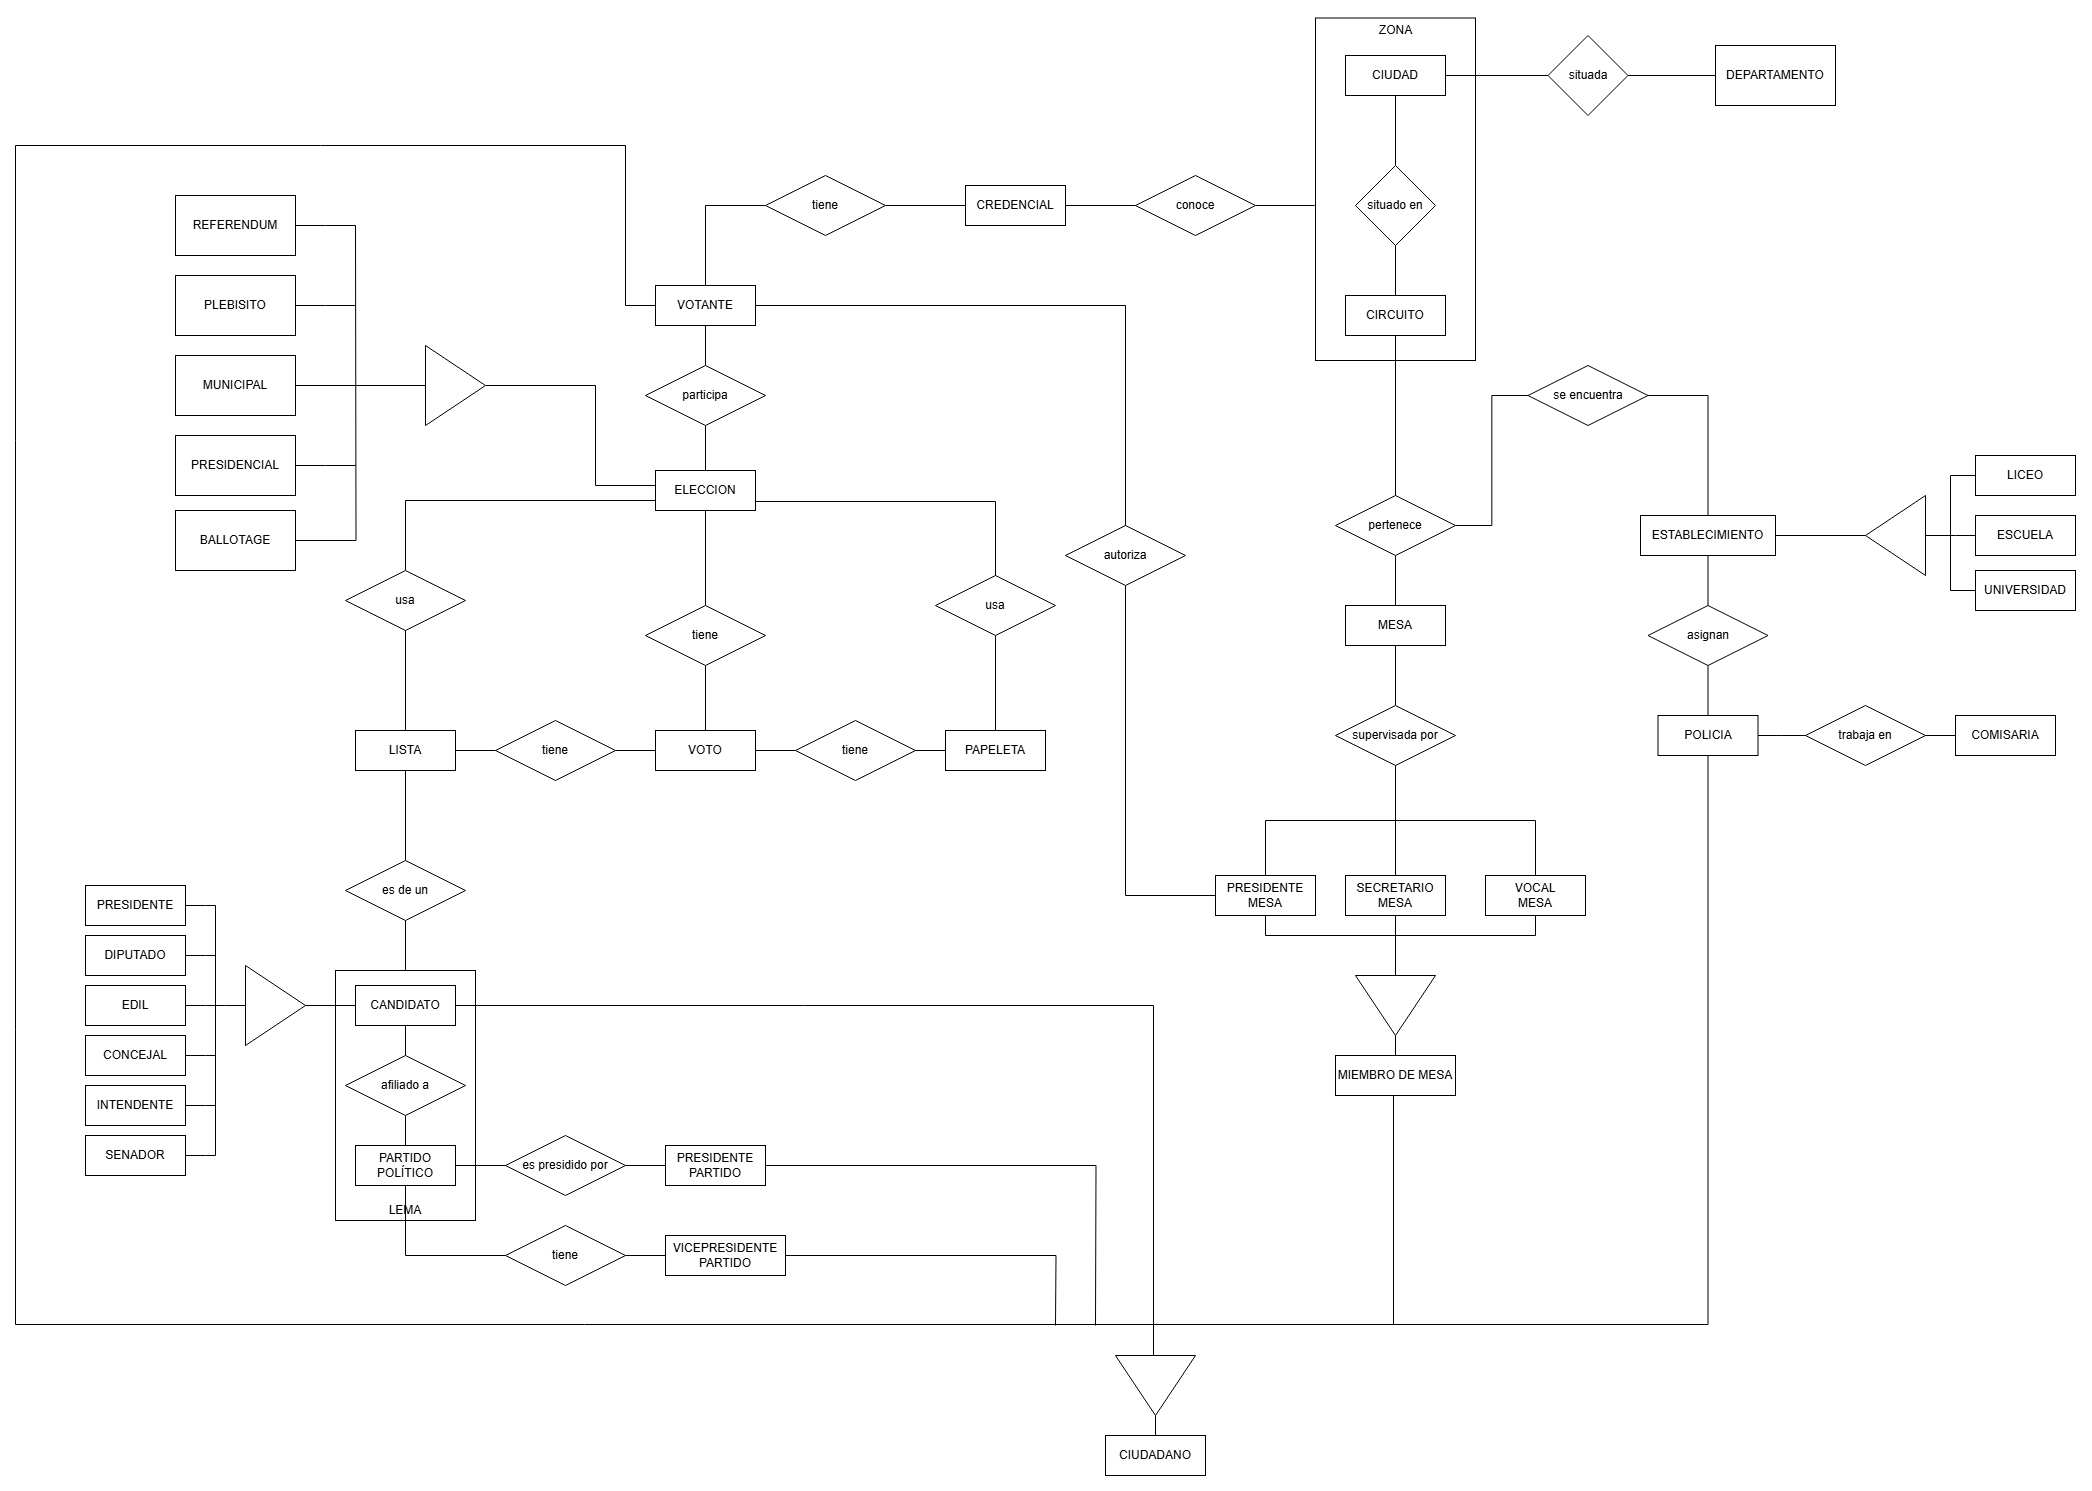 ZONA
CIUDAD
situada
DEPARTAMENTO
REFERENDUM
tiene
CREDENCIAL
conoce
situado en
PLEBISITO
VOTANTE
CIRCUITO
MUNICIPAL
participa
se encuentra
PRESIDENCIAL
ELECCION
LICEO
pertenece
ESTABLECIMIENTO
ESCUELA
BALLOTAGE
autoriza
UNIVERSIDAD
usa
usa
MESA
tiene
asignan
supervisada por
POLICIA
trabaja en
COMISARIA
LISTA
tiene
VOTO
tiene
PAPELETA
es de un
PRESIDENTE
MESA
SECRETARIO
MESA
VOCAL
MESA
PRESIDENTE
DIPUTADO
EDIL
CANDIDATO
CONCEJAL
afiliado a
MIEMBRO DE MESA
INTENDENTE
SENADOR
PARTIDO
POLÍTICO
es presidido por
PRESIDENTE
PARTIDO
LEMA
tiene
VICEPRESIDENTE
PARTIDO
CIUDADANO